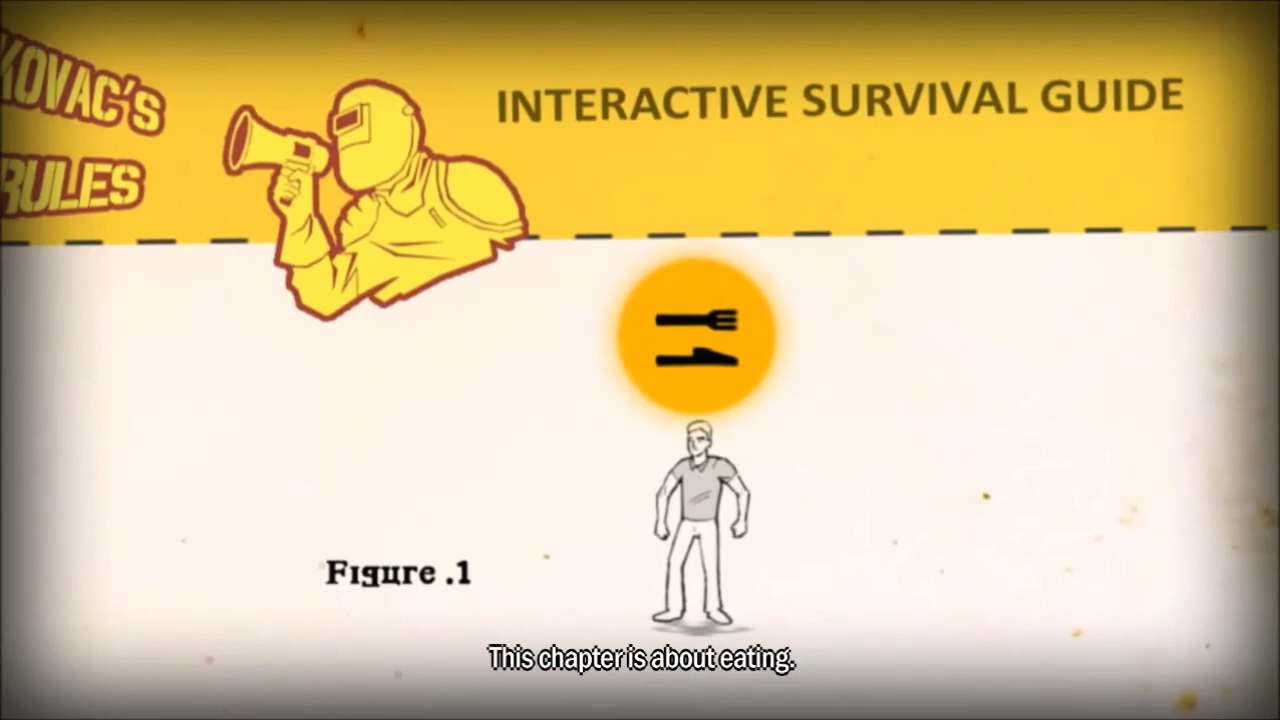 KOVAC'S
RULES
INTERACTIVE SURVIVAL GUIDE
Figure .1
This chapter is about eating.